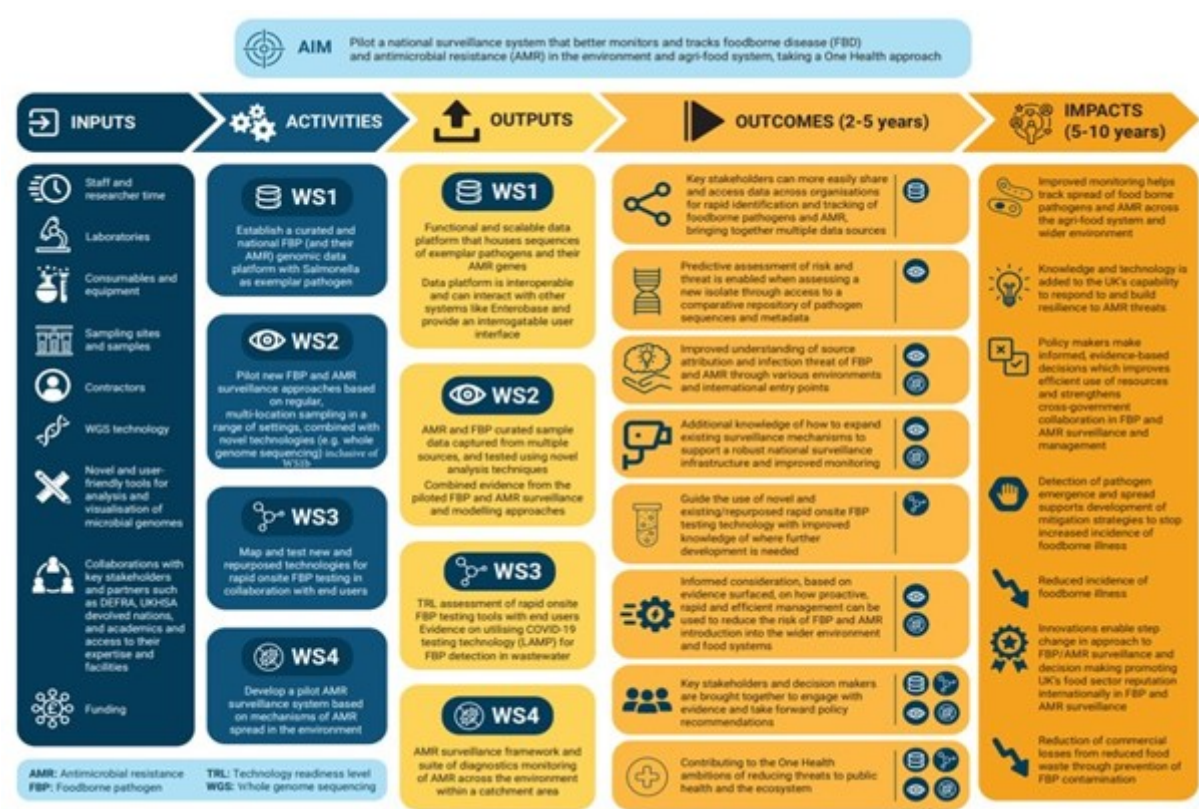 AIM
Pilot a national surveillance system that better monitors and tracks foodborne disease (FBD)
and antimicrobial resistance (AMR) in the environment and agri-food system, taking a One Health approach
INPUTS
Staff and
researcher time
Laboratories
Consumables and
equipment
Sampling sites
and samples
Contractors
WGS technology
Novel and user-
friendly tools for
analysis and
visualisation of
microbial genomes
Collaborations with
key stakeholders
and partners such
as DEFRA, UKHSA
devolved nations,
and academics and
access to their
expertise and
facilities
Funding
ACTIVITIES
WS1
Establish a curated and
national FBP (and their
AMR) genomic data
platform with Salmonella
as exemplar pathogen
WS2
Pilot new FBP and AMR
surveillance approaches based
on regular,
multi-location sampling in a
range of settings, combined with
novel technologies (e.g. whole
genome sequencing) inclusive of
WS1b
WS3
Map and test new and
repurposed technologies for
rapid onsite FBP testing in
collaboration with end users
WS4
Develop a pilot AMR
surveillance system based
on mechanisms of AMR
spread in the environment
OUTPUTS
WS1
Functional and scalable data
platform that houses sequences
of exemplar pathogens and their
AMR genes
Data platform is interoperable
and can interact with other
systems like Enterobase and
provide an interrogatable user
interface
WS2
AMR and FBP curated sample
data captured from multiple
sources, and tested using novel
analysis techniques
Combined evidence from the
piloted FBP and AMR surveillance
and modelling approaches
WS3
TRL assessment of rapid onsite
FBP testing tools with end users
Evidence on utilising COVID-19
testing technology (LAMP) for
FBP detection in wastewater
WS4
AMR surveillance framework and
suite of diagnostics monitoring
of AMR across the environment
within a catchment area
OUTCOMES (2-5 years)
Key stakeholders can more easily share
and access data across organisations
for rapid identification and tracking of
foodborne pathogens and AMR,
bringing together multiple data sources
Predictive assessment of risk and
threat is enabled when assessing a
new isolate through access to a
comparative repository of pathogen
sequences and metadata
Improved understanding of source
attribution and infection threat of FBP
and AMR through various environments
and international entry points
Additional knowledge of how to expand
existing surveillance mechanisms to
support a robust national surveillance
infrastructure and improved monitoring
Guide the use of novel and
existing/repurposed rapid onsite FBP
testing technology with improved
knowledge of where further
development is needed
Informed consideration, based on
evidence surfaced, on how proactive,
rapid and efficient management can be
used to reduce the risk of FBP and AMR
introduction into the wider environment
and food systems
Key stakeholders and decision makers
are brought together to engage with
evidence and take forward policy
recommendations
Contributing to the One Health
ambitions of reducing threats to public
health and the ecosystem
IMPACTS
(5-10 years)
Improved monitoring helps
track spread of food borne
pathogens and AMR across
the agri-food system and
wider environment
Knowledge and technology is
added to the UK's capability
to respond to and build
resilience to AMR threats
Policy makers make
informed, evidence-based
decisions which improves
efficient use of resources
and strengthens
cross-government
collaboration in FBP and
AMR surveillance and
management
Detection of pathogen
emergence and spread
supports development of
mitigation strategies to stop
increased incidence of
foodborne illness
Reduced incidence of
foodborne illness
Innovations enable step
change in approach to
FBP/AMR surveillance and
decision making promoting
UK's food sector reputation
internationally in FBP and
AMR surveillance
Reduction of commercial
losses from reduced food
waste through prevention of
FBP contamination
AMR: Antimicrobial resistance
FBP: Foodborne pathogen
TRL: Technology readiness level
WGS: Whole genome sequencing